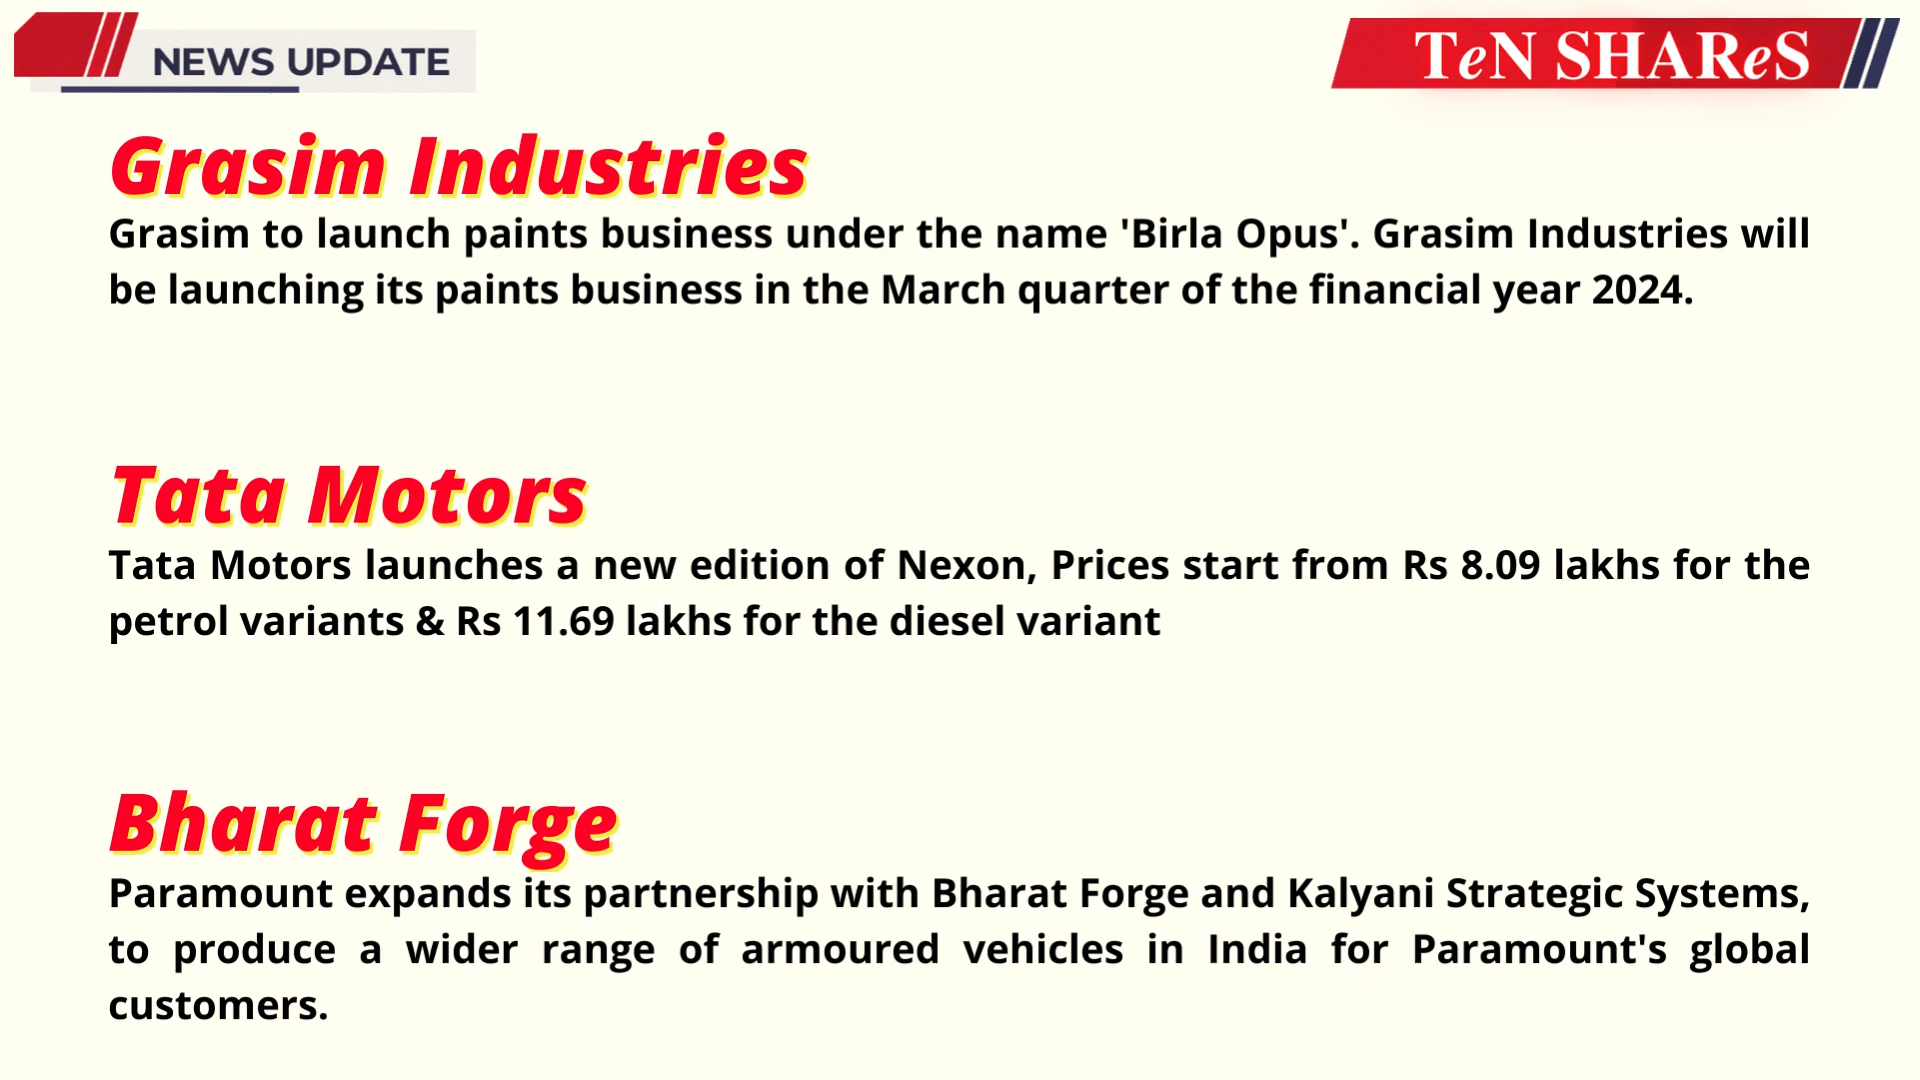 NEWS UPDATE
TeN SHAReS
Grasim Industries
Grasim to launch paints business under the name 'Birla Opus'. Grasim Industries will
be launching its paints business in the March quarter of the financial year 2024.
Tata Motors
Tata Motors launches a new edition of Nexon, Prices start from Rs 8.09 lakhs for the
petrol variants & Rs 11.69 lakhs for the diesel variant
Bharat Forge
Paramount expands its partnership with Bharat Forge and Kalyani Strategic Systems,
to produce a wider range of armoured vehicles in India for Paramount's global
customers.